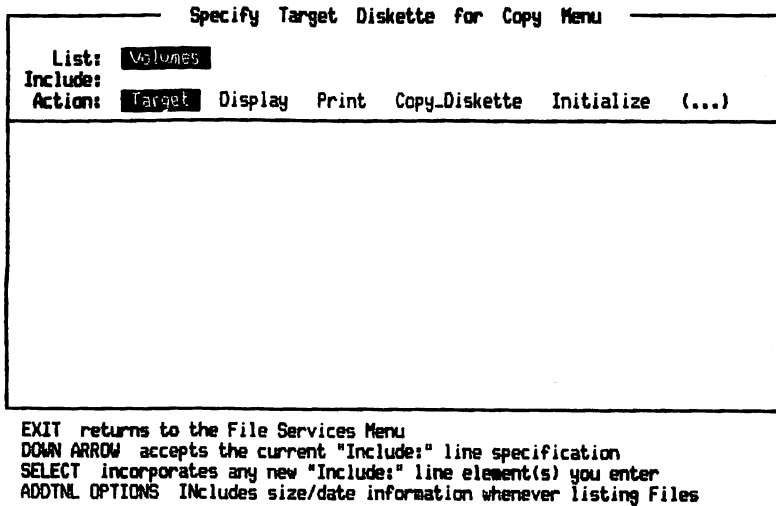 Specify Target Diskette for Copy Menu
List: Volumes
Include:
Action: Target Display Print Copy_Diskette Initialize (...)
EXIT returns to the File Services Menu
DOWN ARROW accepts the current "Include:" line specification
SELECT incorporates any new "Include:" line element(s) you enter
ADDTNL OPTIONS INcludes size/date information whenever listing Files